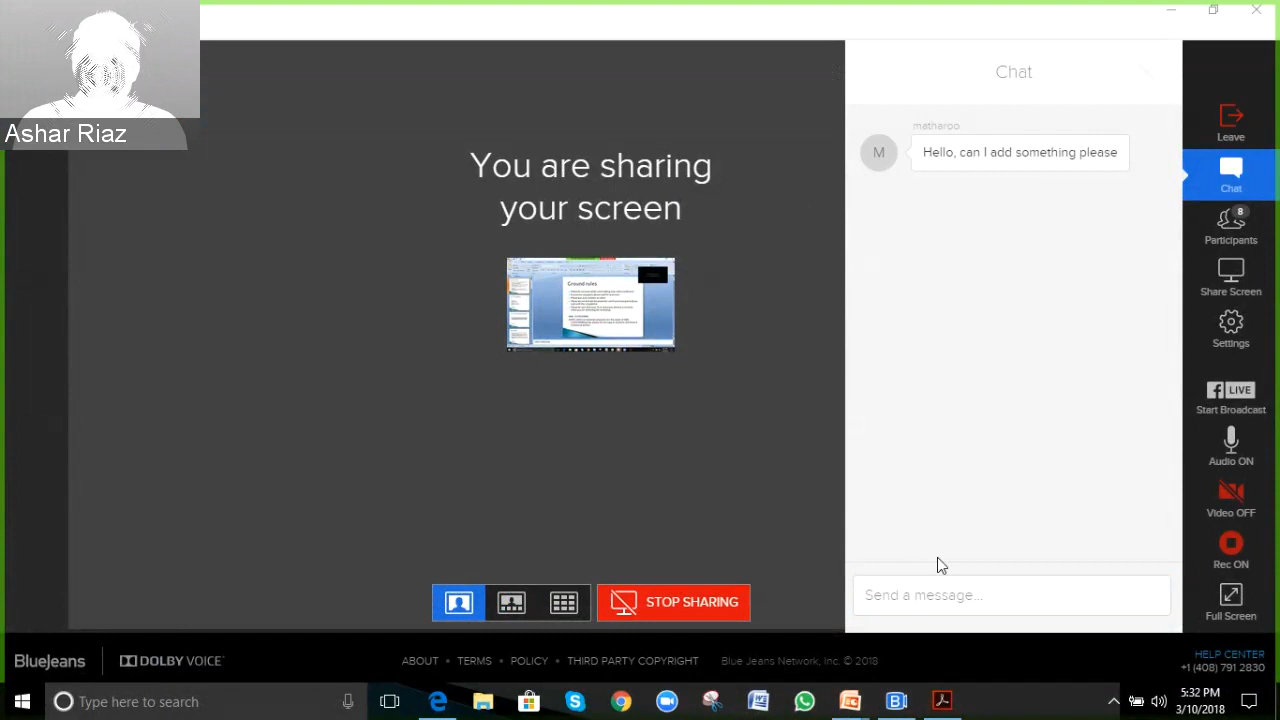 Ashar Riaz
You are sharing
your screen
Ground rules
STOP SHARING
Chat
matharoo
M
Hello, can I add something please
Send a message...
Leave
Chat
8
Participants
Share Screen
Settings
LIVE
Start Broadcast
Audio ON
Video OFF
Rec ON
Full Screen
BlueJeans
DOLBY VOICE
ABOUT
TERMS
POLICY
THIRD PARTY COPYRIGHT
Blue Jeans Network, Inc. © 2018
HELP CENTER
+1 (408) 791 2830
Type here to search
5:32 PM
3/10/2018